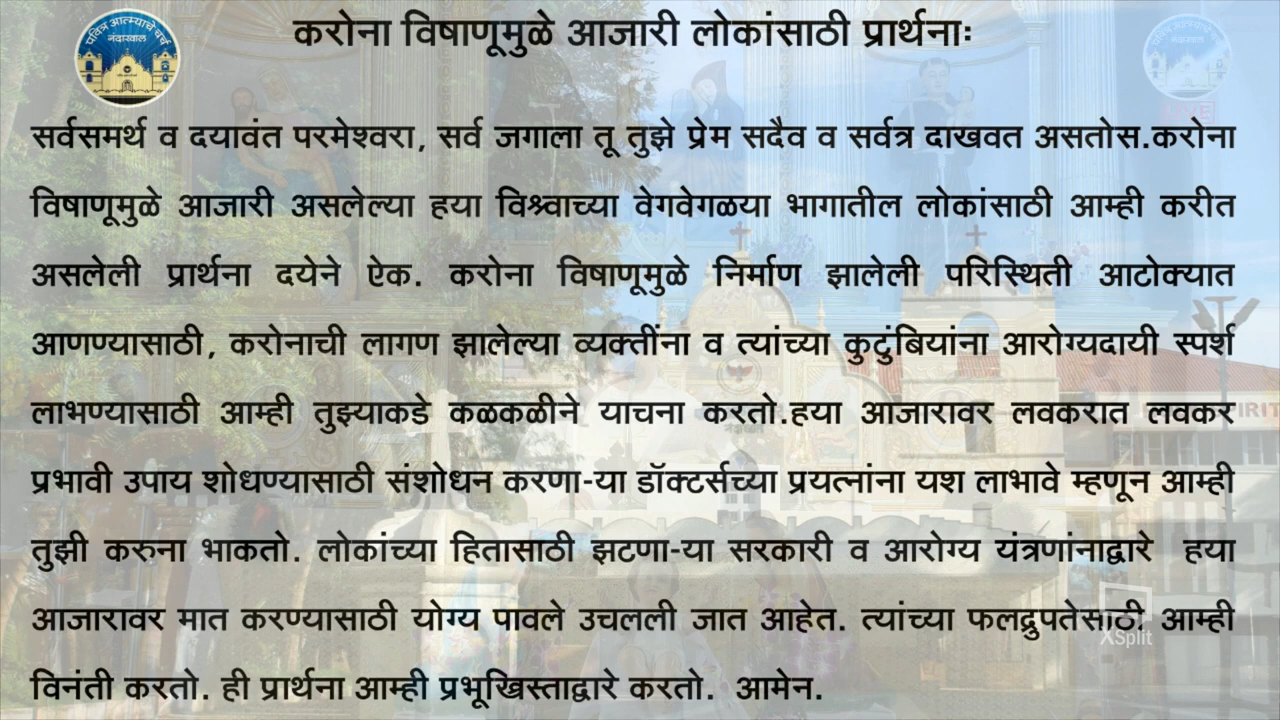 पवित्र आत्म्याचे चर्च
नंदाखाल
करोना विषाणूमुळे आजारी लोकांसाठी प्रार्थनाः
सर्वसमर्थ व दयावंत परमेश्वरा, सर्व जगाला तू तुझे प्रेम सदैव व सर्वत्र दाखवत असतोस.करोना
विषाणूमुळे आजारी असलेल्या हया विश्र्वाच्या वेगवेगळया भागातील लोकांसाठी आम्ही करीत
असलेली प्रार्थना दयेने ऐक. करोना विषाणूमुळे निर्माण झालेली परिस्थिती आटोक्यात
आणण्यासाठी, करोनाची लागण झालेल्या व्यक्तींना व त्यांच्या कुटुंबियांना आरोग्यदायी स्पर्श
लाभण्यासाठी आम्ही तुझ्याकडे कळकळीने याचना करतो.हया आजारावर लवकरात लवकर
प्रभावी उपाय शोधण्यासाठी संशोधन करणा-या डॉक्टर्सच्या प्रयत्नांना यश लाभावे म्हणून आम्ही
तुझी करुना भाकतो. लोकांच्या हितासाठी झटणा-या सरकारी व आरोग्य यंत्रणांनाद्वारे हया
आजारावर मात करण्यासाठी योग्य पावले उचलली जात आहेत. त्यांच्या फलद्रुपतेसाठी आम्ही
विनंती करतो. ही प्रार्थना आम्ही प्रभूखिस्ताद्वारे करतो. आमेन.
XSplit